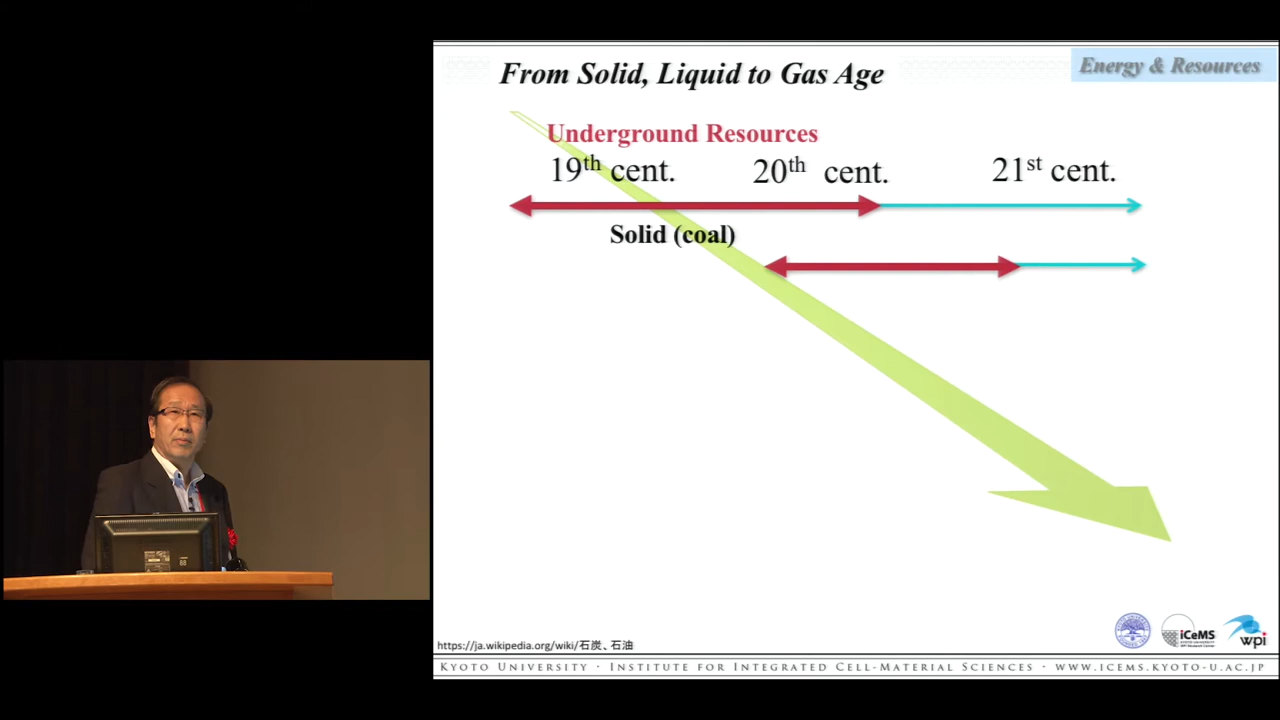 From Solid, Liquid to Gas Age
Energy & Resources
Underground Resources
19th cent.
20th cent.
21st cent.
Solid (coal)
https://ja.wikipedia.org/wiki/石炭、石油
iCeMS
wpi
KYOTO UNIVERSITY · INSTITUTE FOR INTEGRATED CELL-MATERIAL SCIENCES · WWW.ICEMS.KYOTO-U.AC.JP